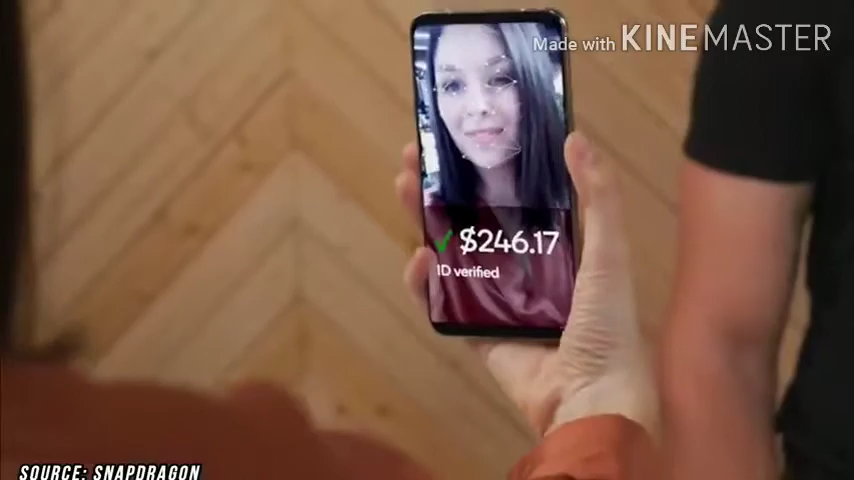 Made with KINEMASTER
$246.17
ID verified
SOURCE: SNAPDRAGON